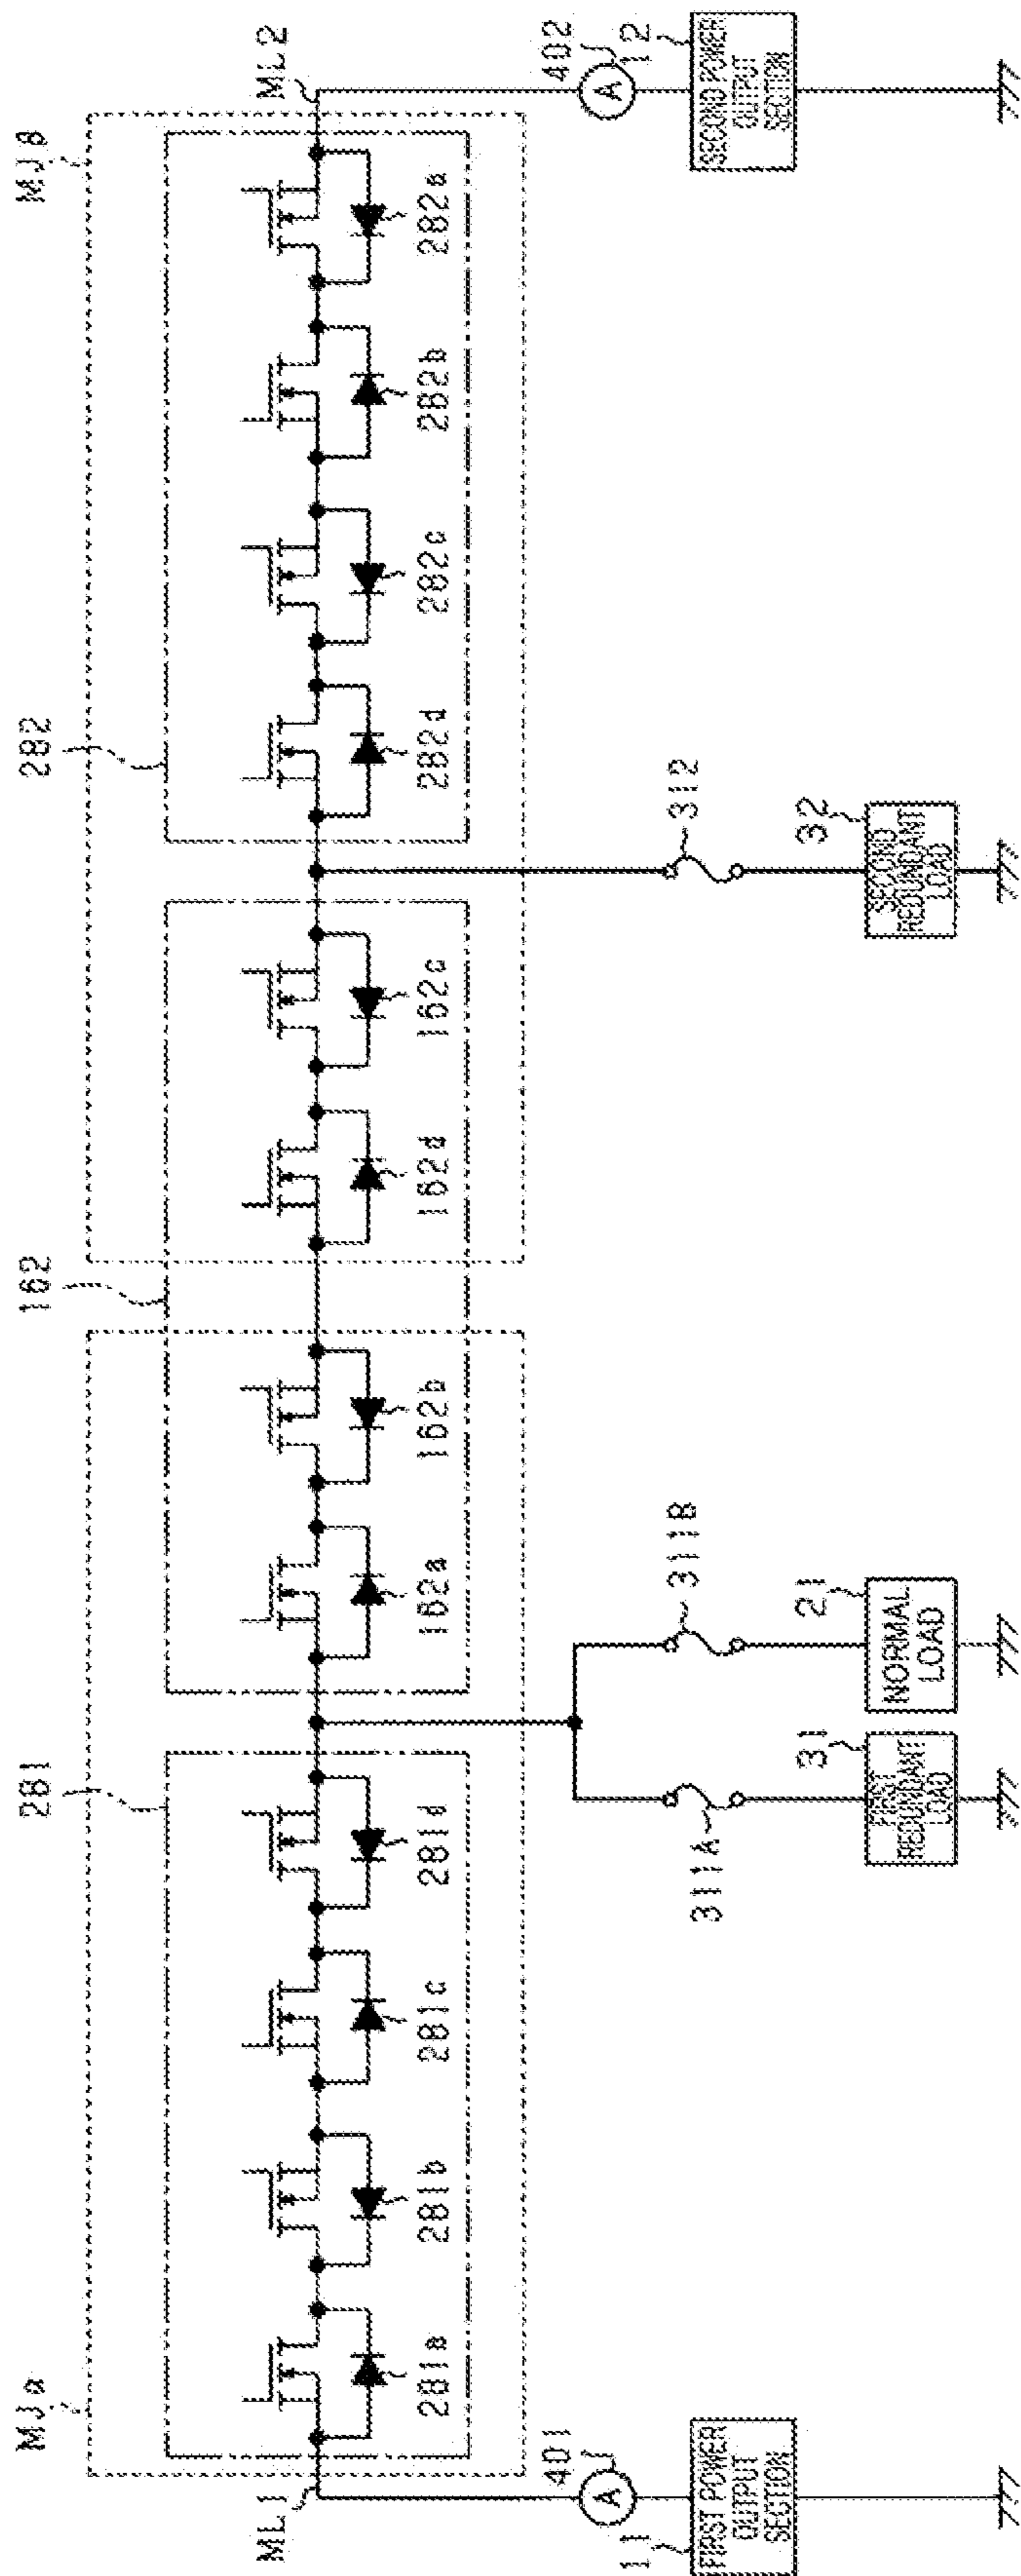 MJα
281
162
282
MJβ
ML1
281a
281b
281c
281d
162a
162b
162d
162c
282d
282c
282b
282a
ML2
401
A
311A
311B
312
402
A
11
FIRST POWER
OUTPUT
SECTION
31
FIRST
REDUNDANT
LOAD
21
NORMAL
LOAD
32
SECOND
REDUNDANT
LOAD
12
SECOND POWER
OUTPUT
SECTION